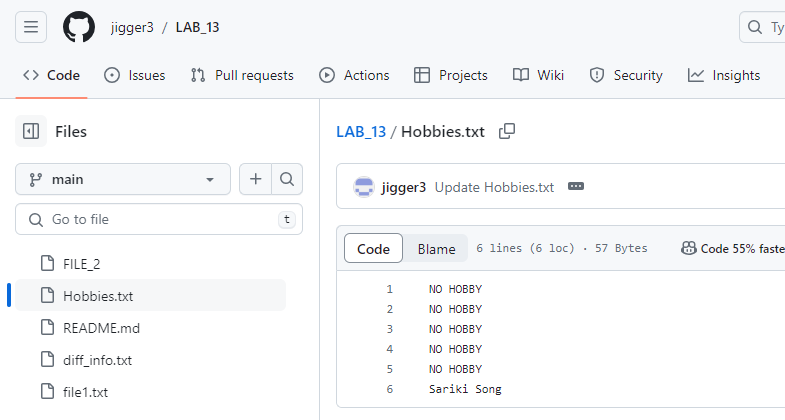 jigger3 / LAB_13
Ty
Code Issues Pull requests Actions Projects Wiki Security Insights
Files
main
Go to file t
FILE_2
Hobbies.txt
README.md
diff_info.txt
file1.txt
LAB_13 / Hobbies.txt
jigger3 Update Hobbies.txt
Code Blame 6 lines (6 loc) · 57 Bytes Code 55% faste
1 NO HOBBY
2 NO HOBBY
3 NO HOBBY
4 NO HOBBY
5 NO HOBBY
6 Sariki Song